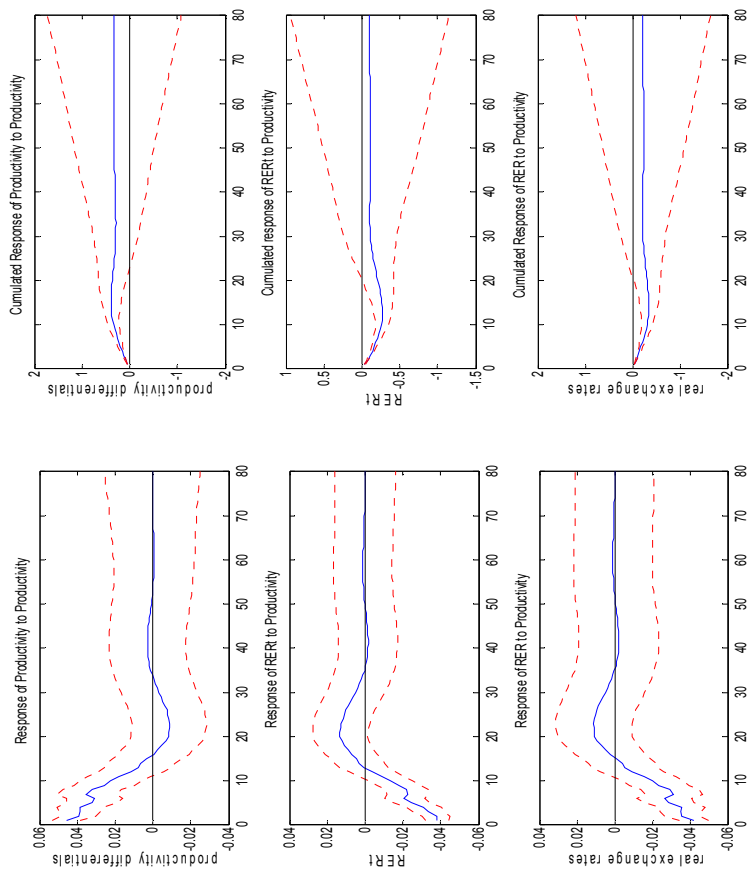 Response of Productivity to Productivity
productivity differentials
0.06
0.04
0.02
0
-0.02
-0.04
0 10 20 30 40 50 60 70 80
Cumulated Response of Productivity to Productivity
productivity differentials
2
1
0
-1
-2
0 10 20 30 40 50 60 70 80
Response of RERt to Productivity
RERt
0.04
0.02
0
-0.02
-0.04
-0.06
0 10 20 30 40 50 60 70 80
Cumulated response of RERt to Productivity
RERt
1
0.5
0
-0.5
-1
-1.5
0 10 20 30 40 50 60 70 80
Response of RER to Productivity
real exchange rates
0.04
0.02
0
-0.02
-0.04
-0.06
0 10 20 30 40 50 60 70 80
Cumulated Response of RER to Productivity
real exchange rates
2
1
0
-1
-2
0 10 20 30 40 50 60 70 80